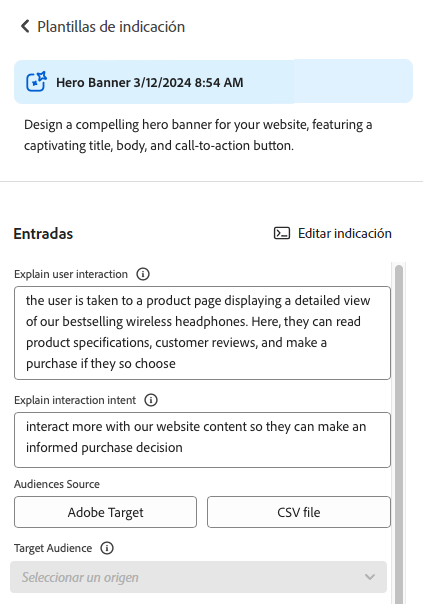 Plantillas de indicación
Hero Banner 3/12/2024 8:54 AM
Design a compelling hero banner for your website, featuring a
captivating title, body, and call-to-action button.
Entradas
Editar indicación
Explain user interaction
the user is taken to a product page displaying a detailed view
of our bestselling wireless headphones. Here, they can read
product specifications, customer reviews, and make a
purchase if they so choose
Explain interaction intent
interact more with our website content so they can make an
informed purchase decision
Audiences Source
Adobe Target
CSV file
Target Audience
Seleccionar un origen